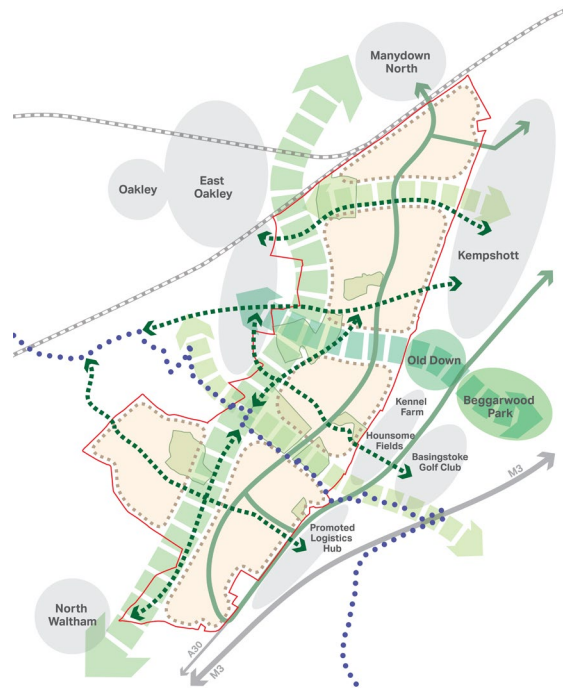 Manydown
North
East
Oakley
Oakley
Kempshott
Old Down
Beggarwood
Park
Kennel
Farm
Hounsome
Fields
Basingstoke
Golf Club
M3
Promoted
Logistics
Hub
North
Waltham
A30
M3